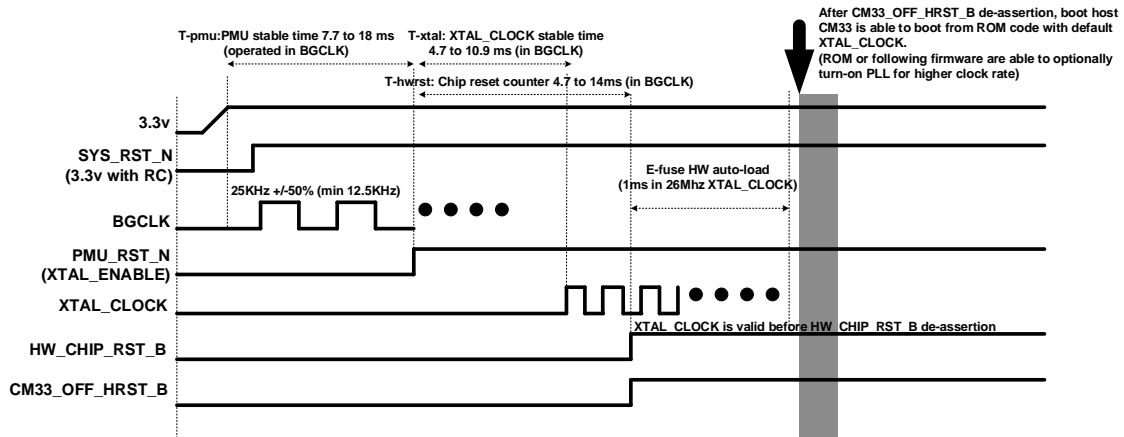 After CM33_OFF_HRST_B de-assertion, boot host
CM33 is able to boot from ROM code with default
XTAL_CLOCK.
(ROM or following firmware are able to optionally
turn-on PLL for higher clock rate)
T-pmu:PMU stable time 7.7 to 18 ms
(operated in BGCLK)
T-xtal: XTAL_CLOCK stable time
4.7 to 10.9 ms (in BGCLK)
T-hwrst: Chip reset counter 4.7 to 14ms (in BGCLK)
3.3v
SYS_RST_N
(3.3v with RC)
E-fuse HW auto-load
(1ms in 26Mhz XTAL_CLOCK)
25KHz +/-50% (min 12.5KHz)
BGCLK
PMU_RST_N
(XTAL_ENABLE)
XTAL_CLOCK
XTAL_CLOCK is valid before HW_CHIP_RST_B de-assertion
HW_CHIP_RST_B
CM33_OFF_HRST_B